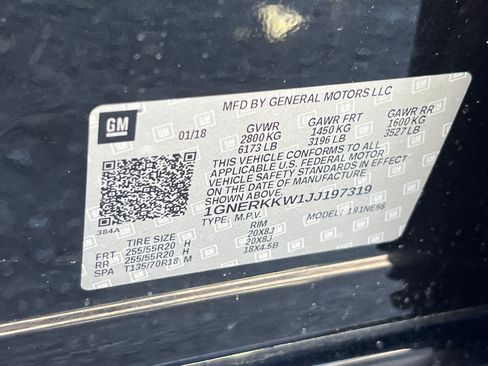 MFD BY GENERAL MOTORS LLC
GM
01/18
GVWR GAWR FRT GAWR RR
2800 KG 1450 KG 1600 KG
6173 LB 3196 LB 3527 LB
THIS VEHICLE CONFORMS TO ALL
APPLICABLE U.S. FEDERAL MOTOR
VEHICLE SAFETY STANDARDS IN EFFECT
ON THE DATE OF MANUFACTURE SHOWN ABOVE
1GNERKKW1JJ197319
TYPE: M.P.V. MODEL: 191NE56
384A
TIRE SIZE RIM
FRT 255/55R20 H 20X8J
RR 255/55R20 H 20X8J
SPA T135/70R18 M 18X4.5B